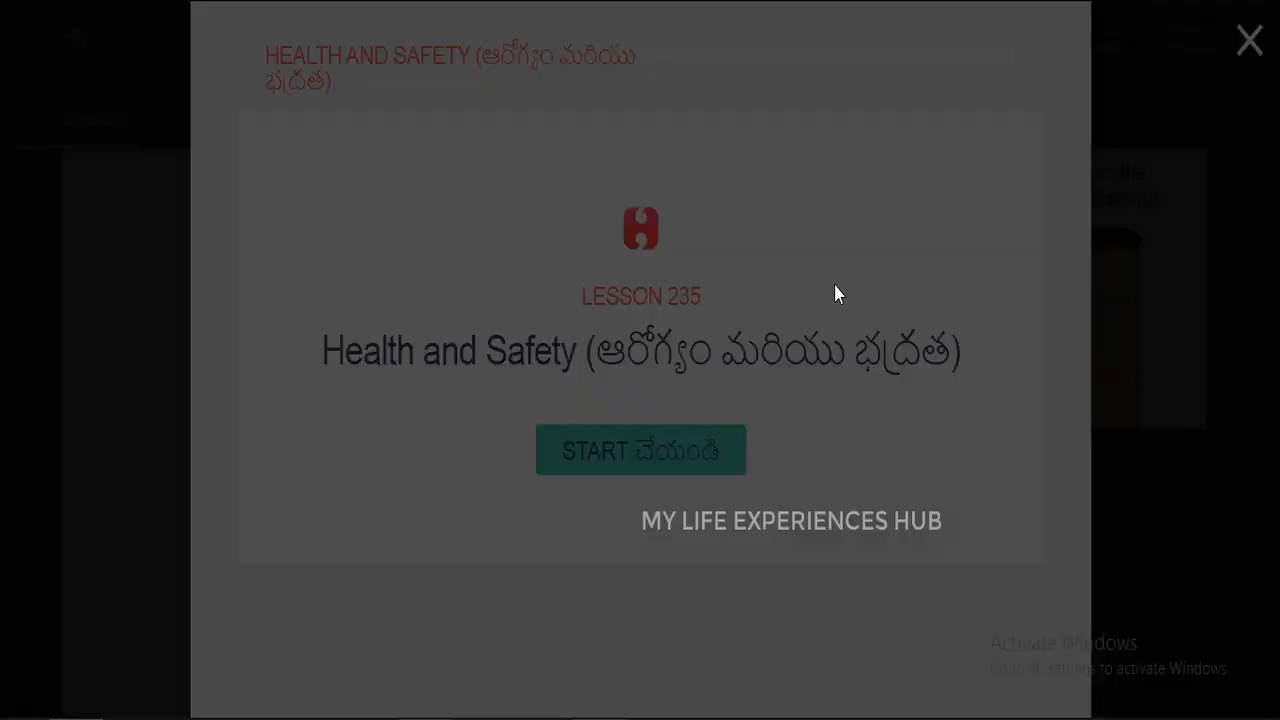 HEALTH AND SAFETY (ఆరోగ్యం మరియు
భద్రత)
LESSON 235
Health and Safety (ఆరోగ్యం మరియు భద్రత)
START చేయండి
MY LIFE EXPERIENCES HUB
Activate Windows
Go to PC settings to activate Windows.